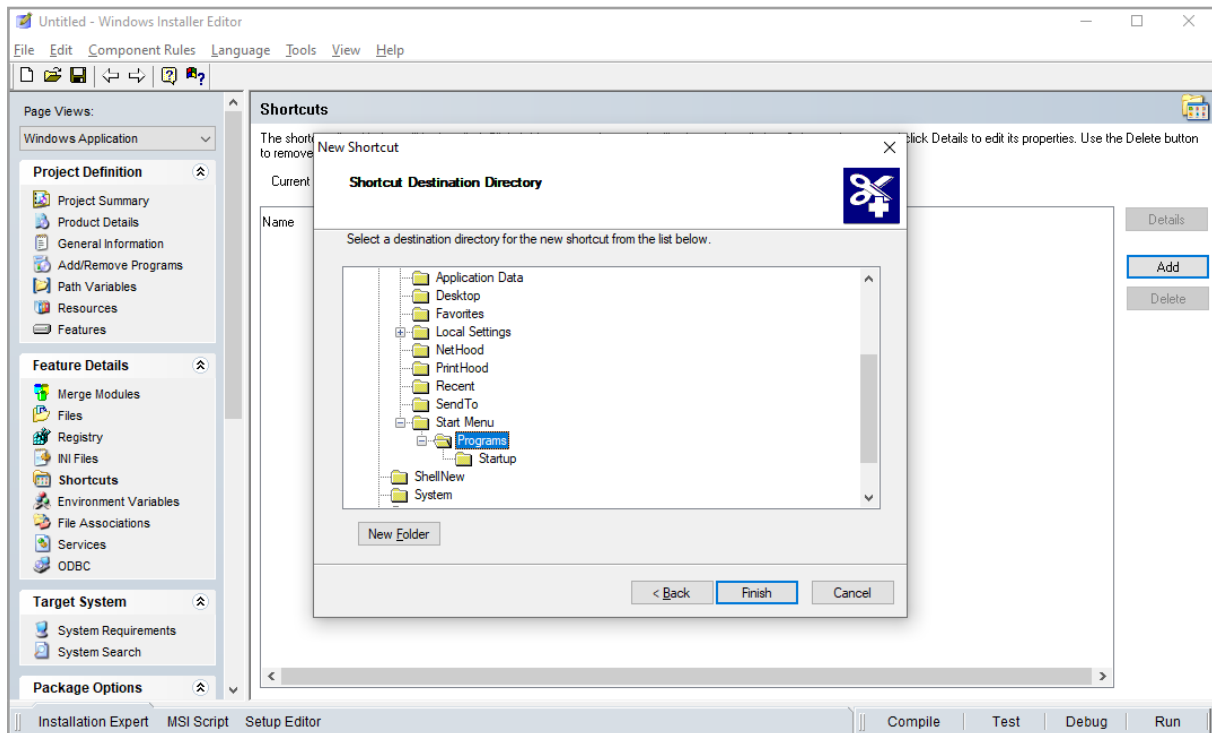 Untitled - Windows Installer Editor
File Edit Component Rules Language Tools View Help
Page Views:
Windows Application
Project Definition
Project Summary
Product Details
General Information
Add/Remove Programs
Path Variables
Resources
Features
Feature Details
Merge Modules
Files
Registry
INI Files
Shortcuts
Environment Variables
File Associations
Services
ODBC
Target System
System Requirements
System Search
Package Options
Shortcuts
The short click Details to edit its properties. Use the Delete button
to remove
Current
Name
Details
Add
Delete
New Shortcut
Shortcut Destination Directory
Select a destination directory for the new shortcut from the list below.
Application Data
Desktop
Favorites
Local Settings
NetHood
PrintHood
Recent
SendTo
Start Menu
Programs
Startup
ShellNew
System
New Folder
< Back Finish Cancel
Installation Expert MSI Script Setup Editor Compile Test Debug Run